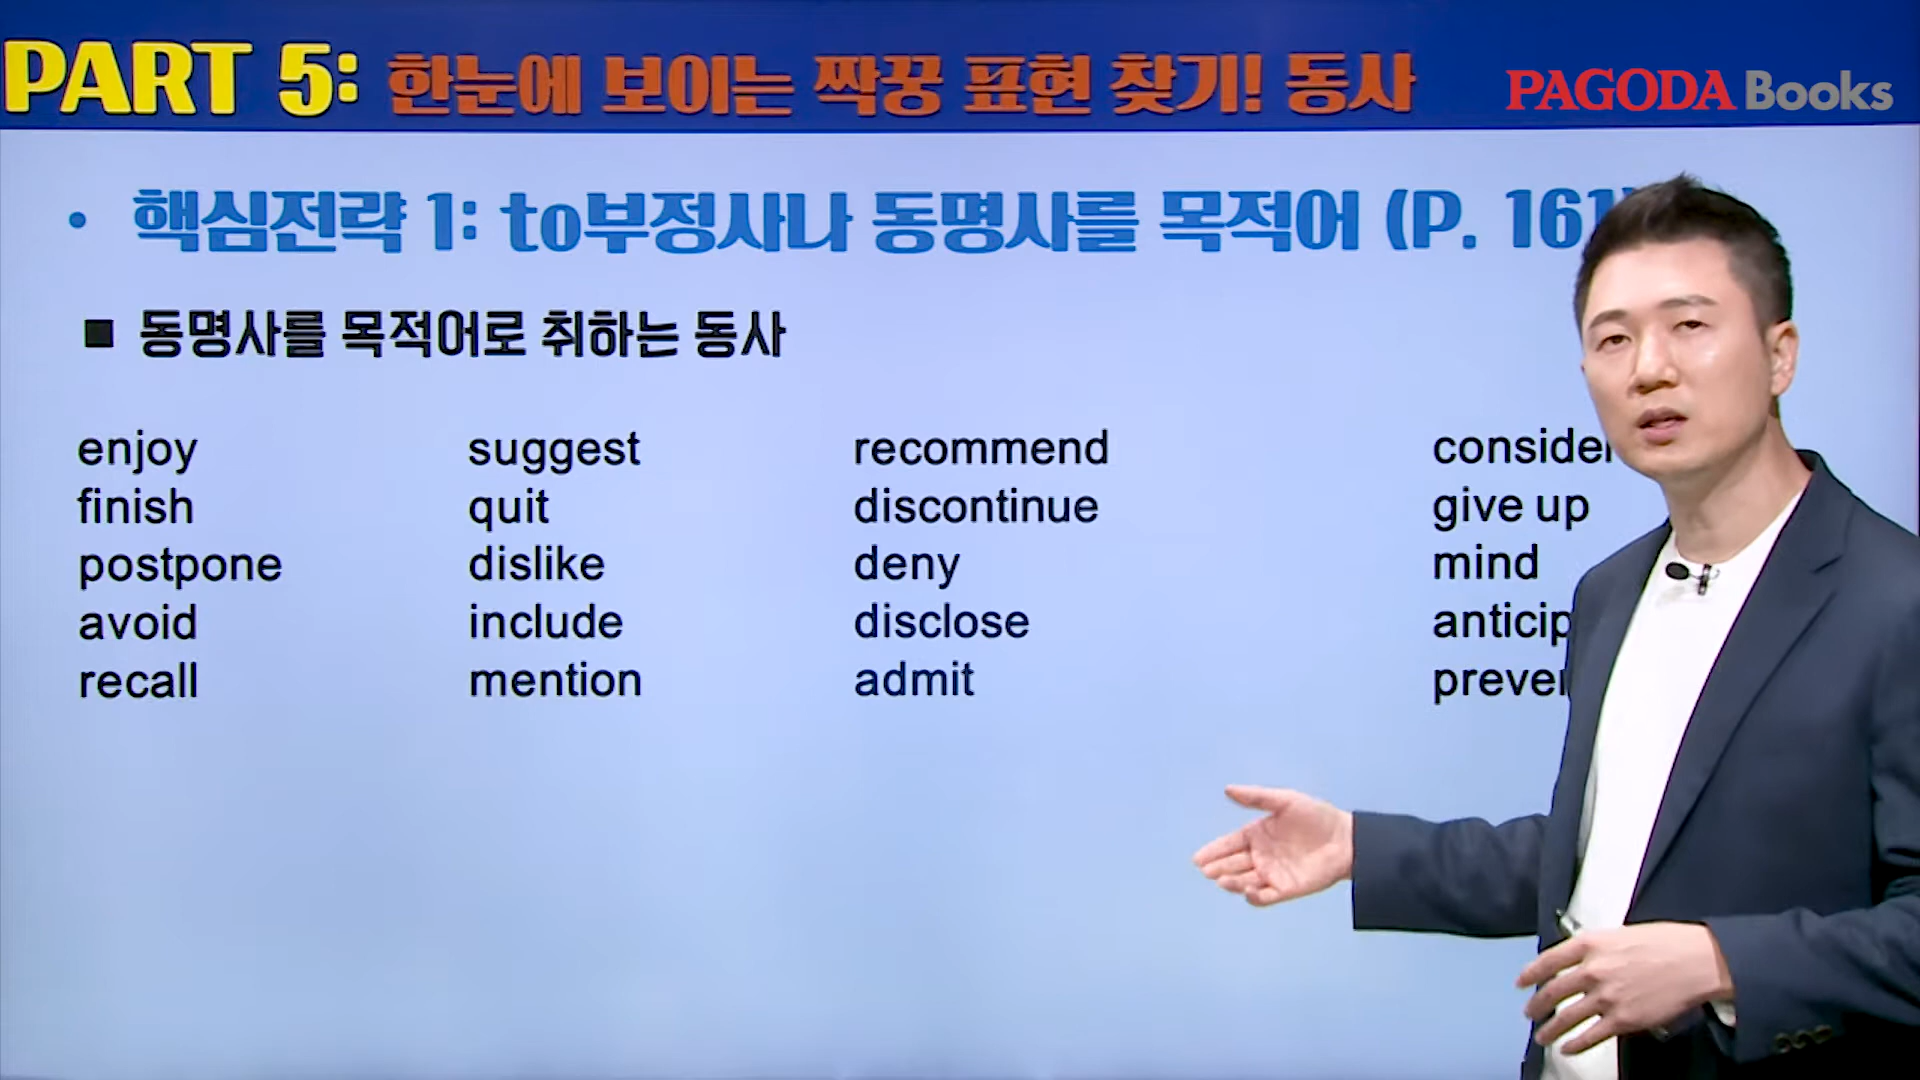 PART 5: 한눈에 보이는 짝꿍 표현 찾기! 동사
PAGODA Books
• 핵심전략 1: to부정사나 동명사를 목적어 (P. 161)
■ 동명사를 목적어로 취하는 동사
enjoy suggest recommend consider
finish quit discontinue give up
postpone dislike deny mind
avoid include disclose
recall mention admit